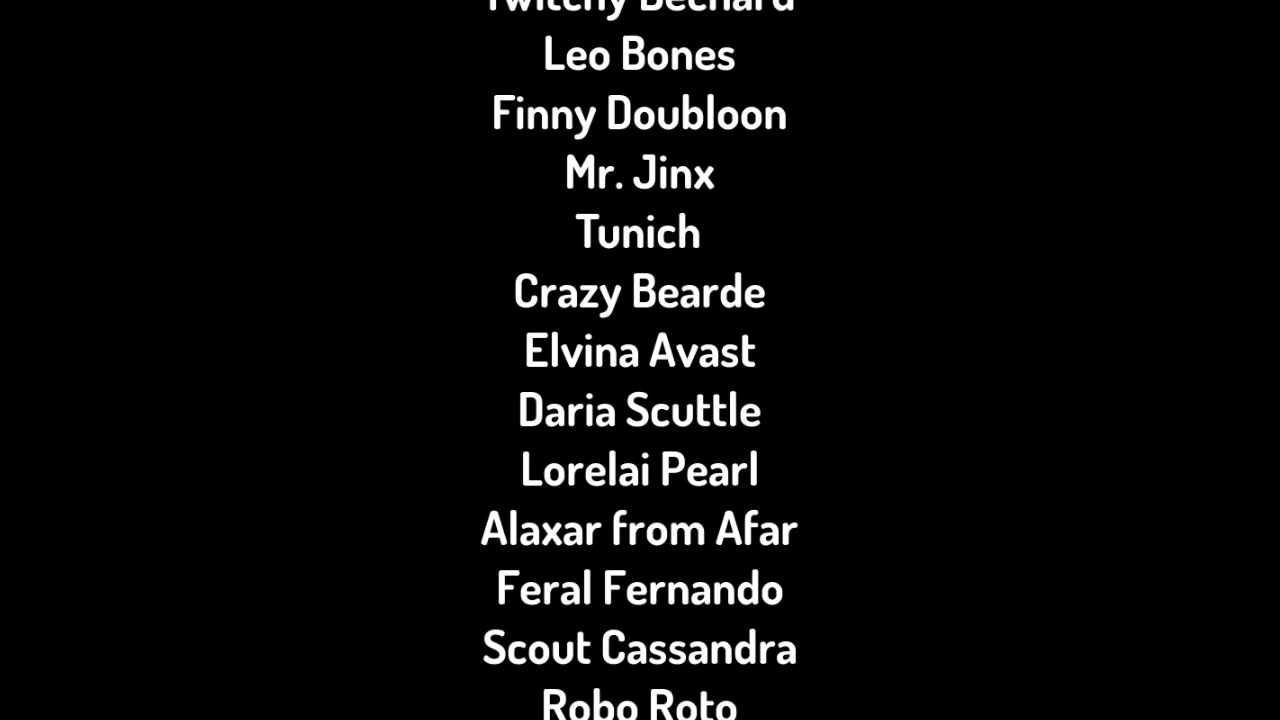 Twitchy Bechard
Leo Bones
Finny Doubloon
Mr. Jinx
Tunich
Crazy Bearde
Elvina Avast
Daria Scuttle
Lorelai Pearl
Alaxar from Afar
Feral Fernando
Scout Cassandra
Robo Roto